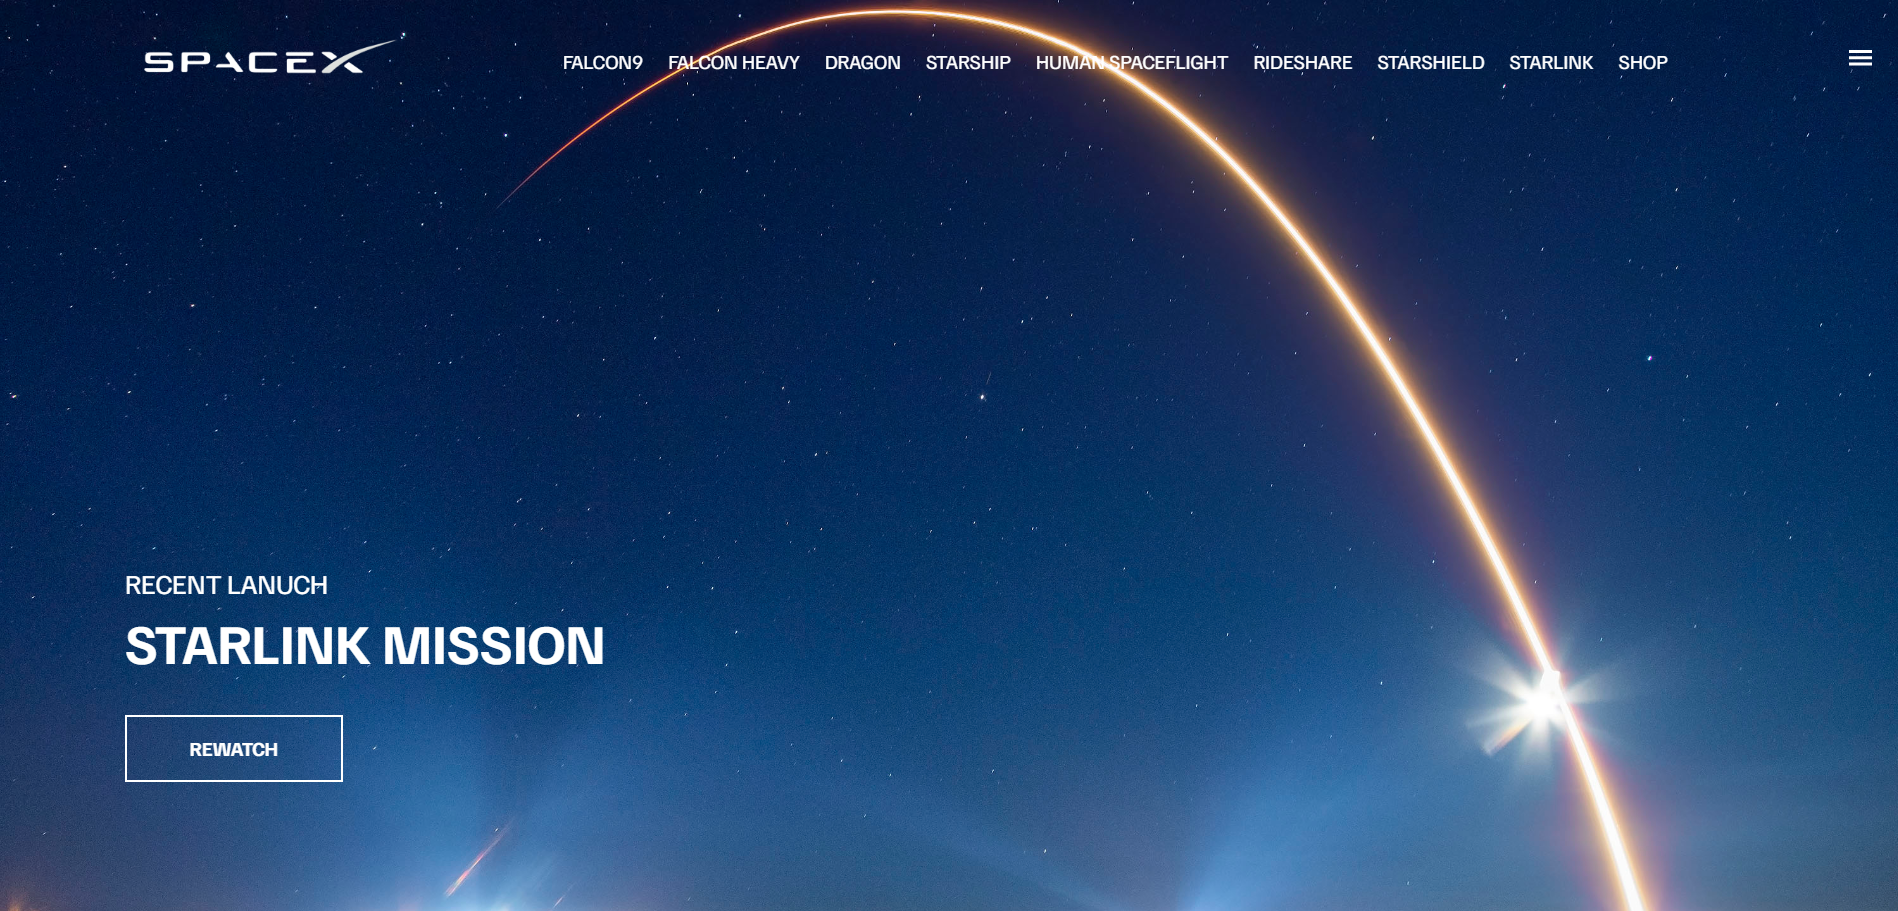 SPACEX
FALCON9 FALCON HEAVY DRAGON STARSHIP HUMAN SPACEFLIGHT RIDESHARE STARSHIELD STARLINK SHOP
RECENT LANUCH
STARLINK MISSION
REWATCH